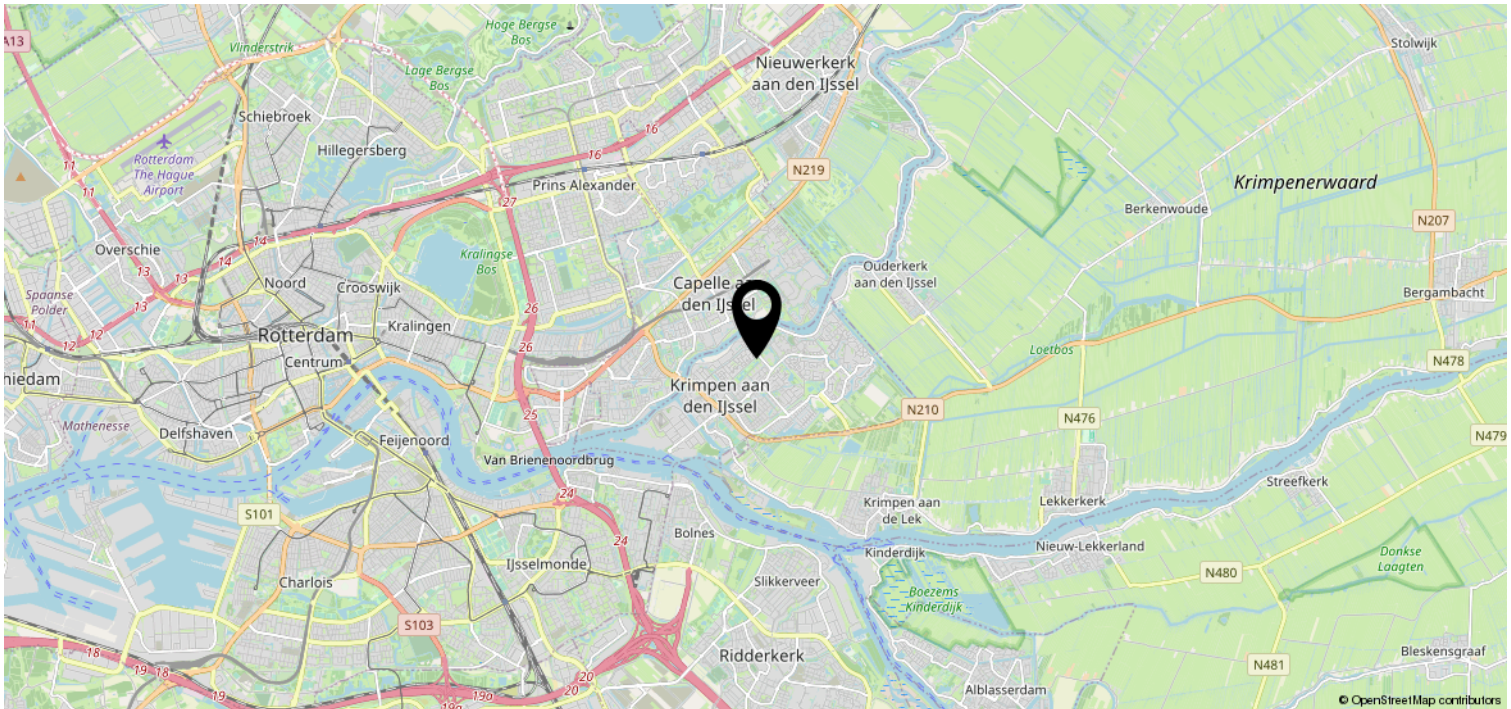 Hoge Bergse
Bos
A13
Vlinderstrik
Stolwijk
Lage Bergse
Bos
Nieuwerkerk
aan den IJssel
Schiebroek
16
Hillegersberg
16
11
11
Rotterdam
The Hague
Airport
N219
Prins Alexander
Krimpenerwaard
27
Berkenwoude
N207
Overschie
14
14
Kralingse
Bos
13
13
13
Spaanse
Polder
Noord
Crooswijk
Capelle aa
den IJssel
Ouderkerk
aan den IJssel
Bergambacht
26
Kralingen
Rotterdam
26
Loetbos
Centrum
N478
niedam
Krimpen aan
den IJssel
25
N210
N476
Mathenesse
Delfshaven
Feijenoord
N479
Van Brienenoordbrug
Streefkerk
24
Krimpen aan
de Lek
Lekkerkerk
S101
Bolnes
24
Kinderdijk
Nieuw-Lekkerland
Donkse
Laagten
IJsselmonde
Charlois
Slikkerveer
N480
Boezems
Kinderdijk
S103
18
18
19
19
Ridderkerk
Bleskensgraaf
N481
20
20
19a
19a
Alblasserdam
© OpenStreetMap contributors